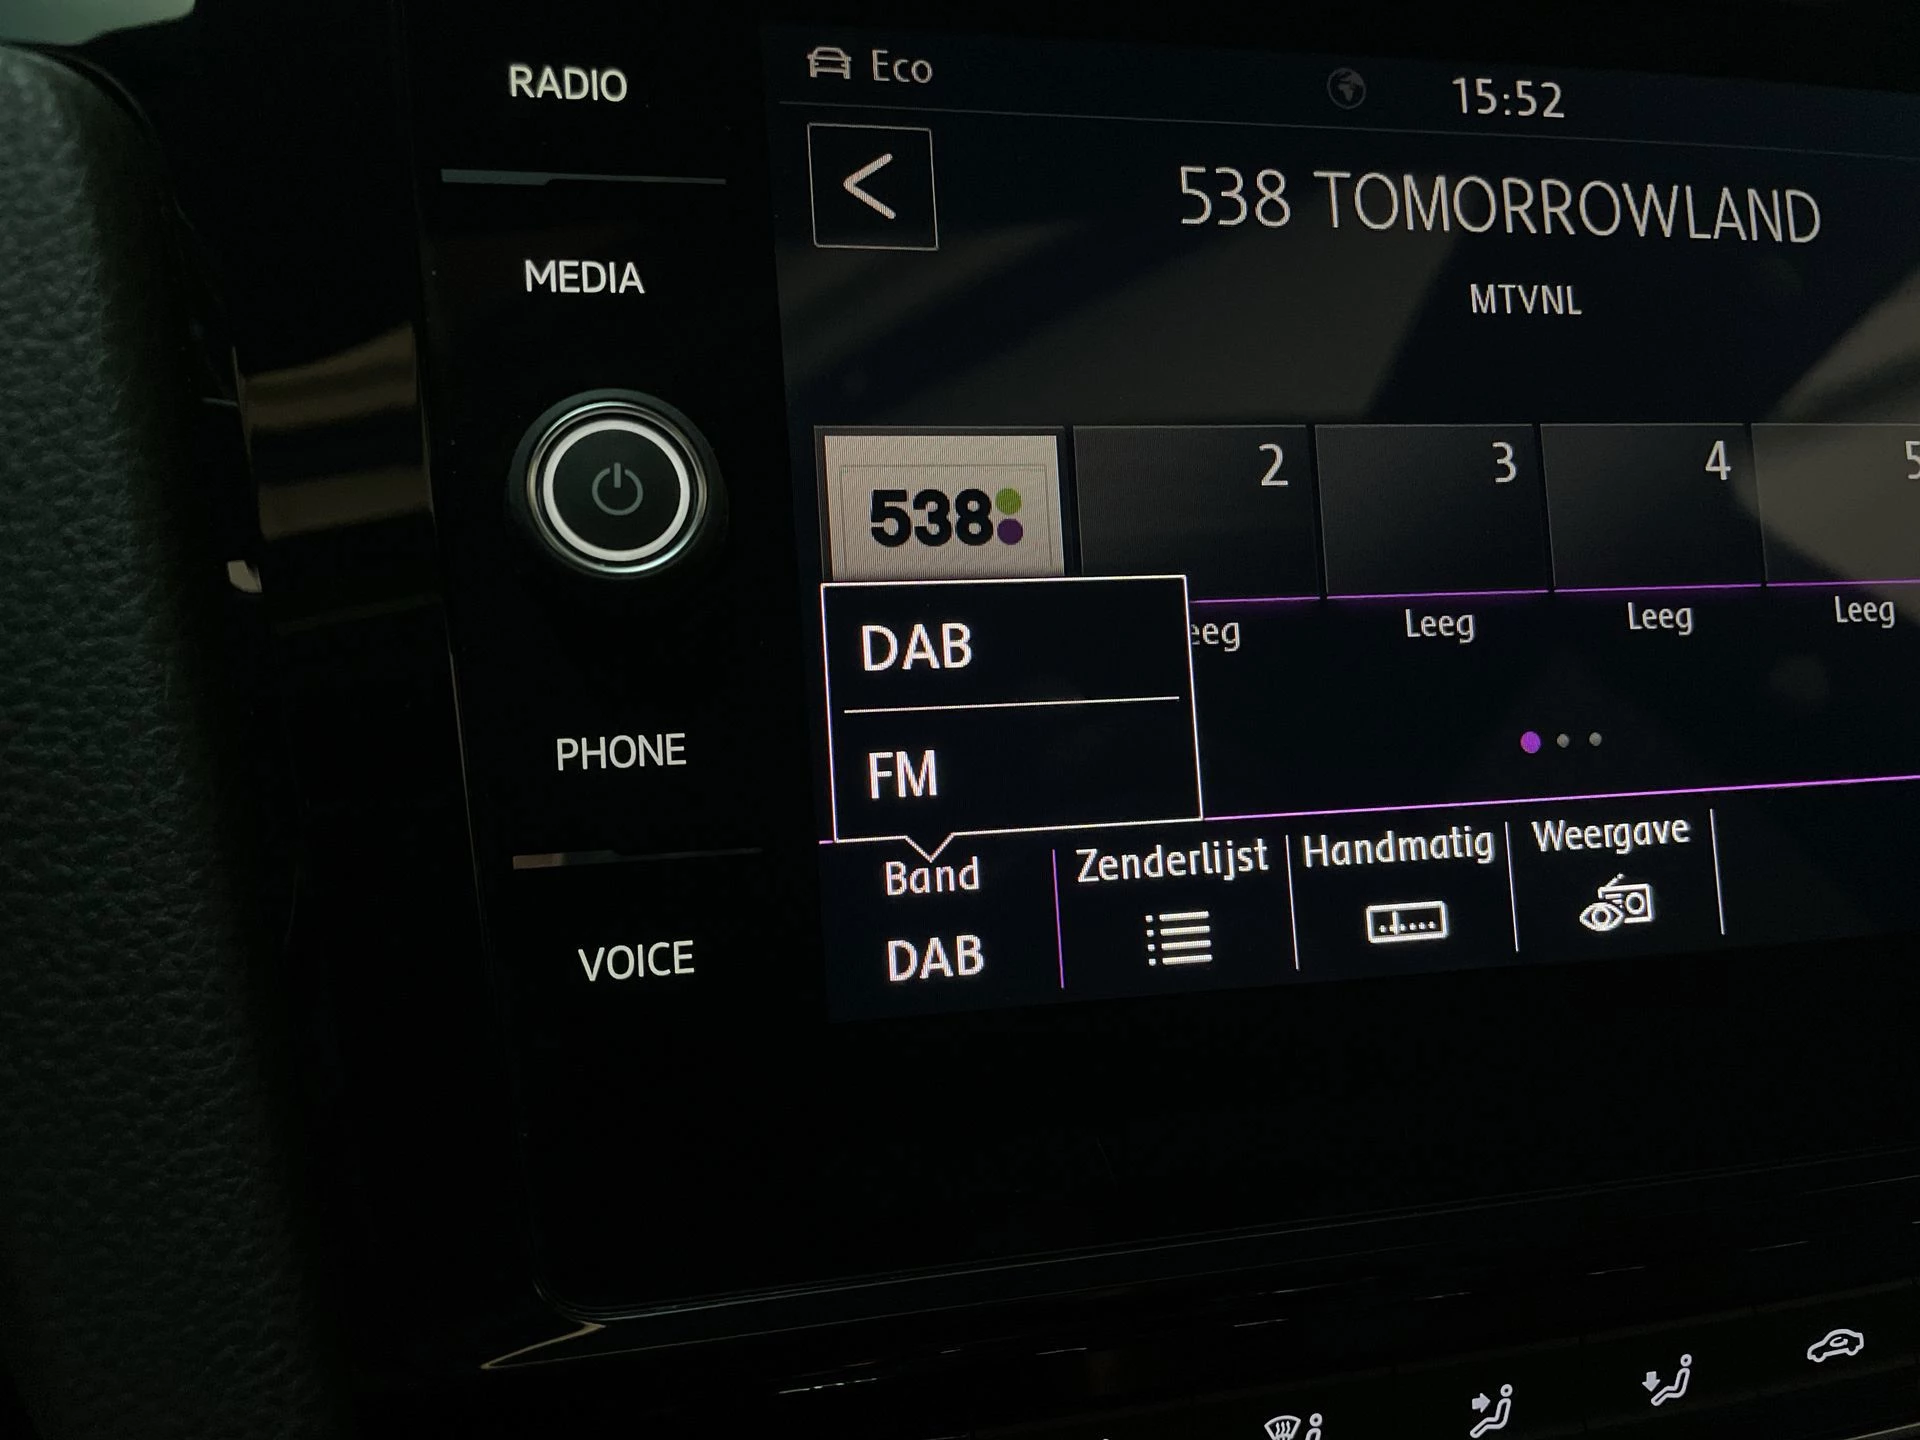 RADIO
MEDIA
PHONE
VOICE
Eco
15:52
<
538 TOMORROWLAND
MTVNL
538
2
3
4
5
eeg
Leeg
Leeg
Leeg
DAB
FM
Band
DAB
Zenderlijst
Handmatig
Weergave